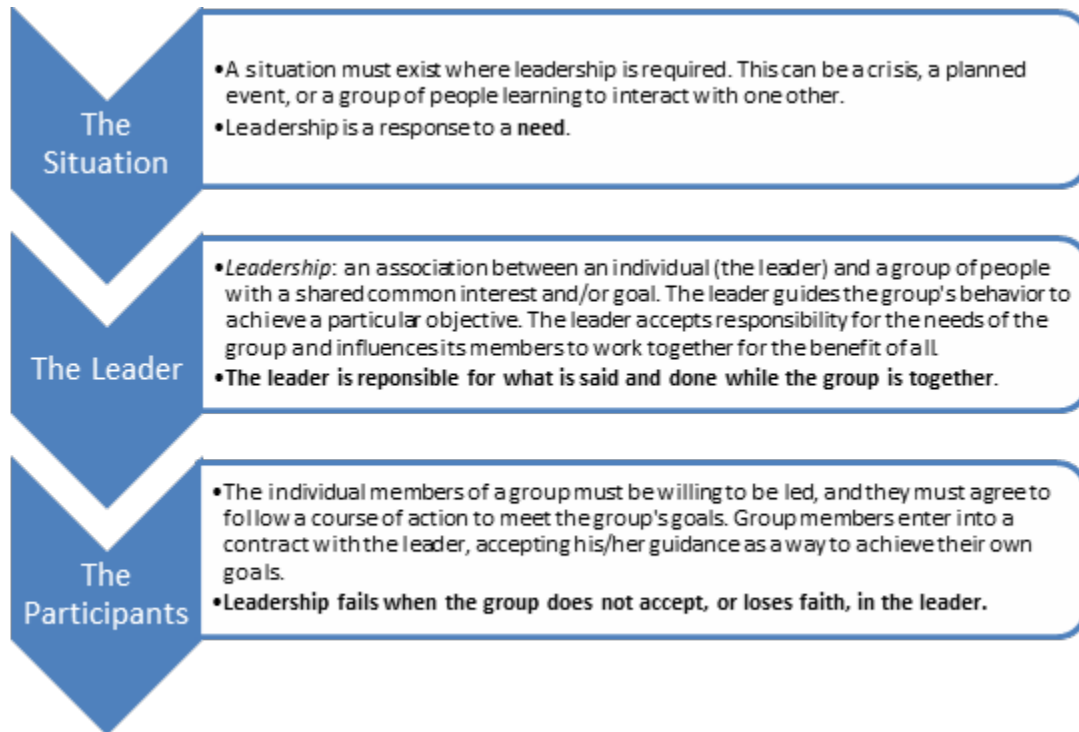 The
Situation
•A situation must exist where leadership is required. This can be a crisis, a planned
event, or a group of people learning to interact with one other.
•Leadership is a response to a need.
The Leader
•Leadership: an association between an individual (the leader) and a group of people
with a shared common interest and/or goal. The leader guides the group's behavior to
achieve a particular objective. The leader accepts responsibility for the needs of the
group and influences its members to work together for the benefit of all.
•The leader is reponsible for what is said and done while the group is together.
The
Participants
•The individual members of a group must be willing to be led, and they must agree to
follow a course of action to meet the group's goals. Group members enter into a
contract with the leader, accepting his/her guidance as a way to achieve their own
goals.
•Leadership fails when the group does not accept, or loses faith, in the leader.